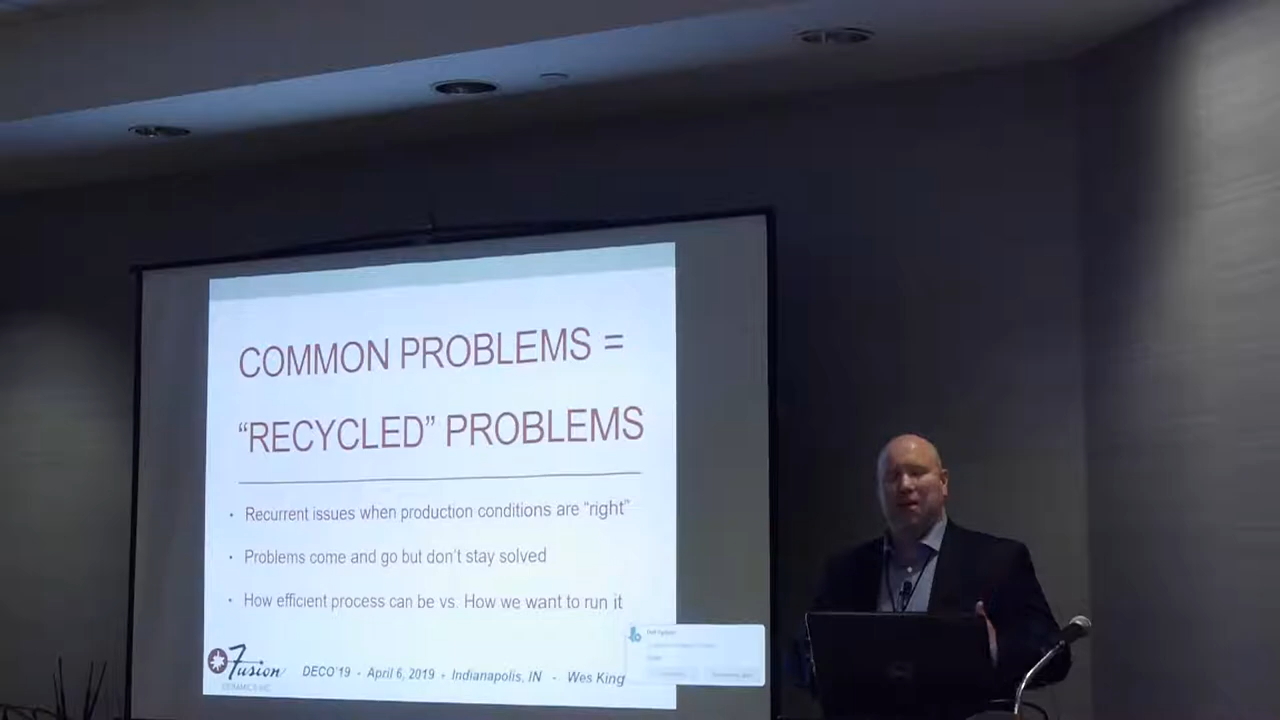 COMMON PROBLEMS =
“RECYCLED” PROBLEMS
• Recurrent issues when production conditions are “right”
• Problems come and go but don’t stay solved
• How efficient process can be vs. How we want to run it
Fusion
CERAMICS INC
DECO’19 - April 6, 2019 - Indianapolis, IN - Wes King